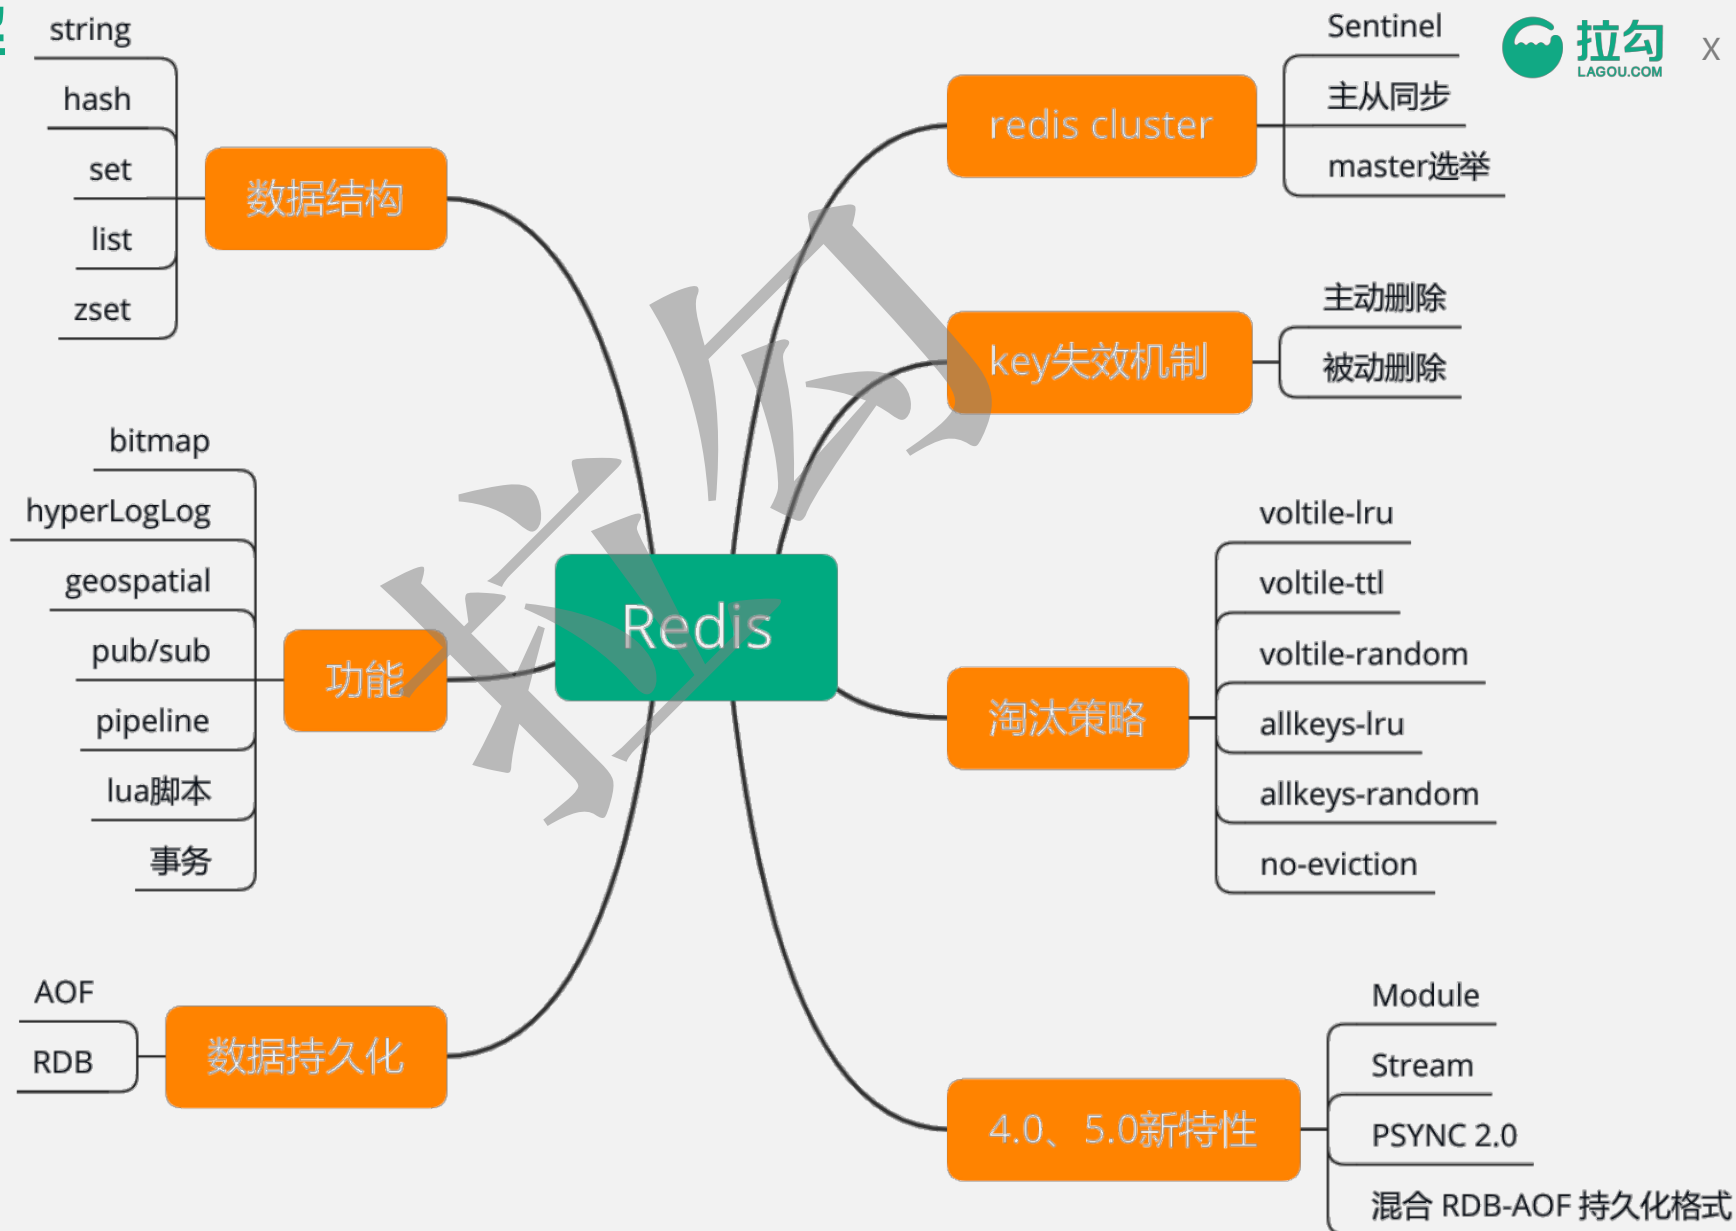 string
hash
set
list
zset
数据结构
bitmap
hyperLogLog
geospatial
pub/sub
pipeline
lua脚本
事务
功能
AOF
RDB
数据持久化
Redis
redis cluster
Sentinel
主从同步
master选举
key失效机制
主动删除
被动删除
淘汰策略
voltile-lru
voltile-ttl
voltile-random
allkeys-lru
allkeys-random
no-eviction
4.0、5.0新特性
Module
Stream
PSYNC 2.0
混合 RDB-AOF 持久化格式
拉勾
LAGOU.COM
X
拉勾